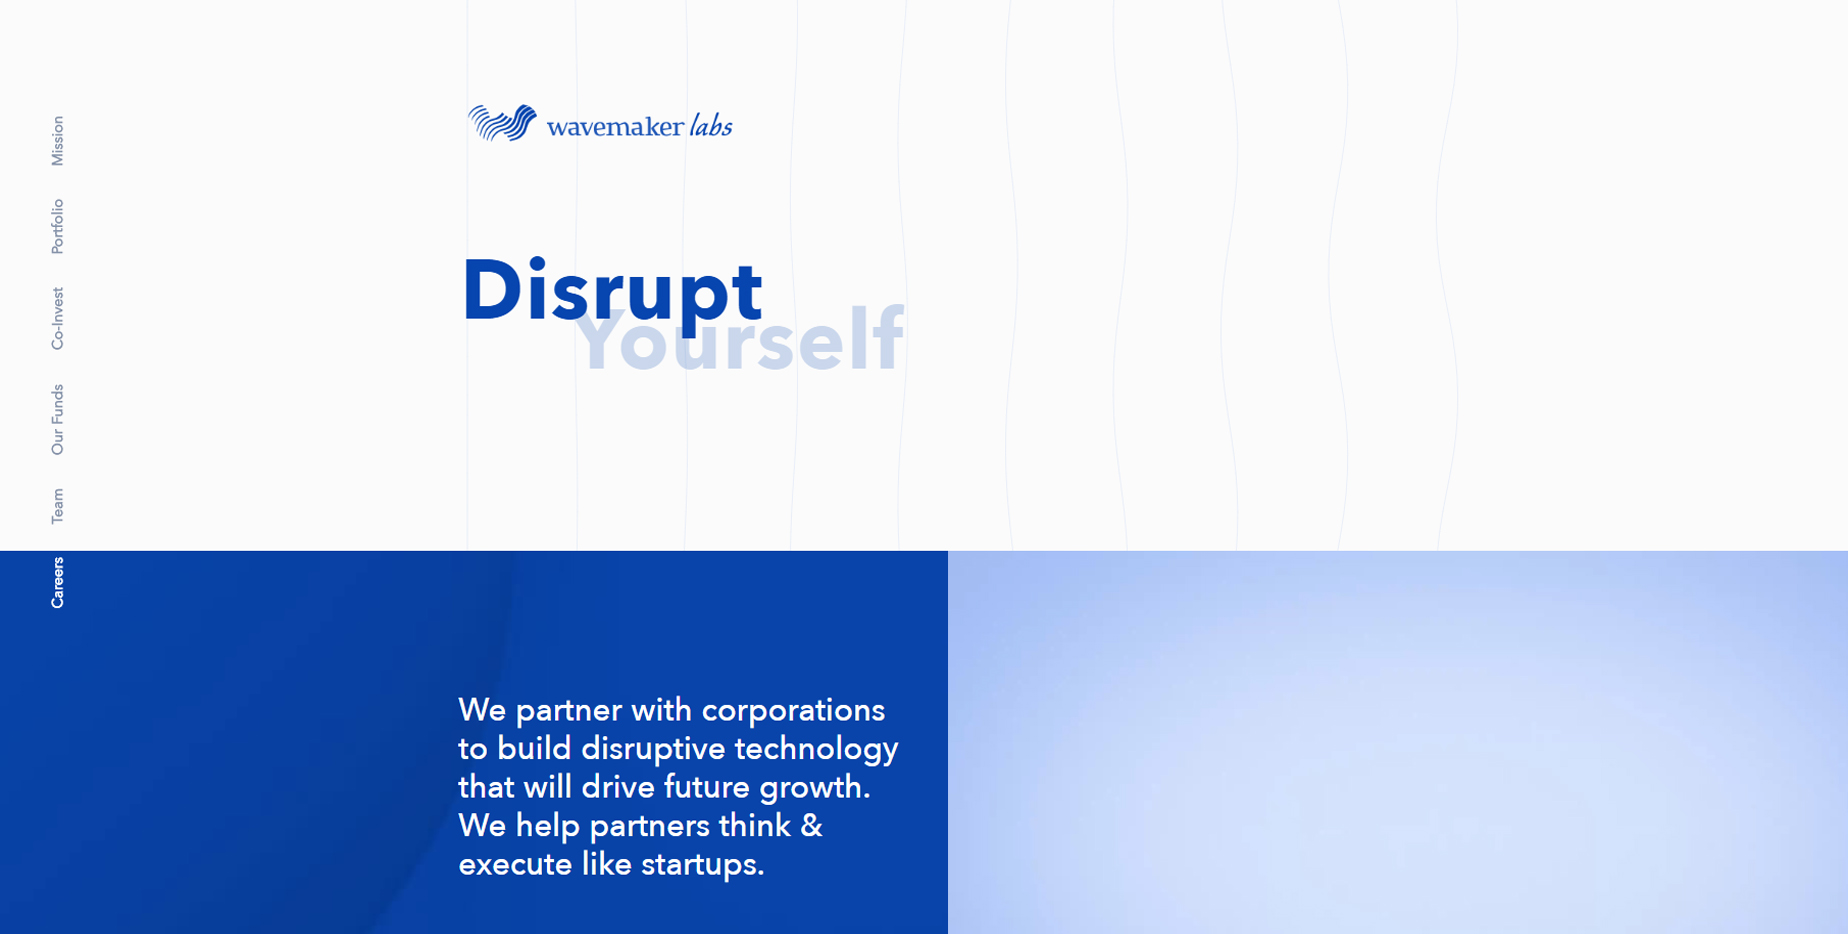 Mission
Portfolio
Co-Invest
Our Funds
Team
Careers
wavemaker labs
Disrupt
Yourself
We partner with corporations
to build disruptive technology
that will drive future growth.
We help partners think &
execute like startups.